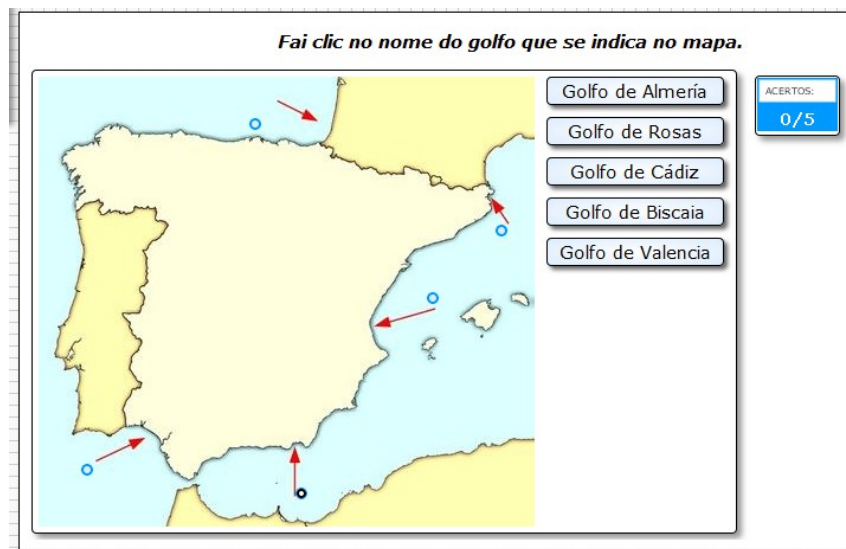 Fai clic no nome do golfo que se indica no mapa.
Golfo de Almería
Golfo de Rosas
Golfo de Cádiz
Golfo de Biscaia
Golfo de Valencia
ACERTOS:
0/5